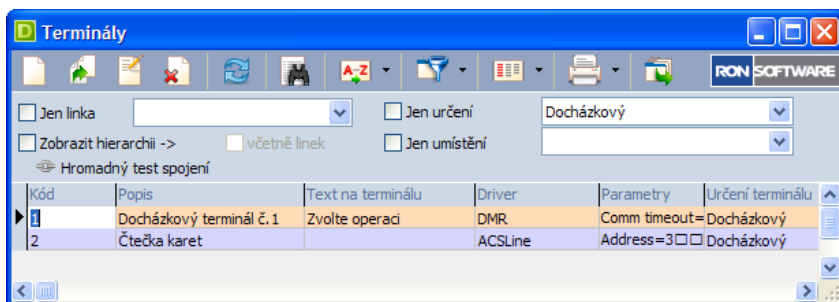 D Terminály
A-Z
RON SOFTWARE
Jen linka
Jen určení
Docházkový
Zobrazit hierarchii ->
včetně linek
Jen umístění
Hromadný test spojení
Kód Popis Text na terminálu Driver Parametry Určení terminálu
1 Docházkový terminál č.1 Zvolte operaci DMR Comm timeout= Docházkový
2 Čtečka karet ACSLine Address=3□□ Docházkový